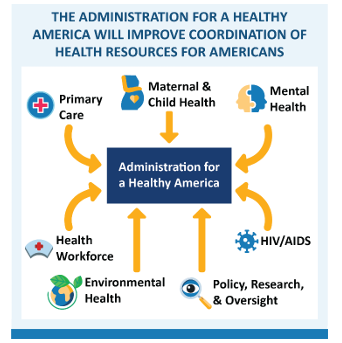 THE ADMINISTRATION FOR A HEALTHY
AMERICA WILL IMPROVE COORDINATION OF
HEALTH RESOURCES FOR AMERICANS
Maternal &
Child Health
Primary
Care
Mental
Health
Administration for
a Healthy America
Health
Workforce
HIV/AIDS
Environmental
Health
Policy, Research,
& Oversight